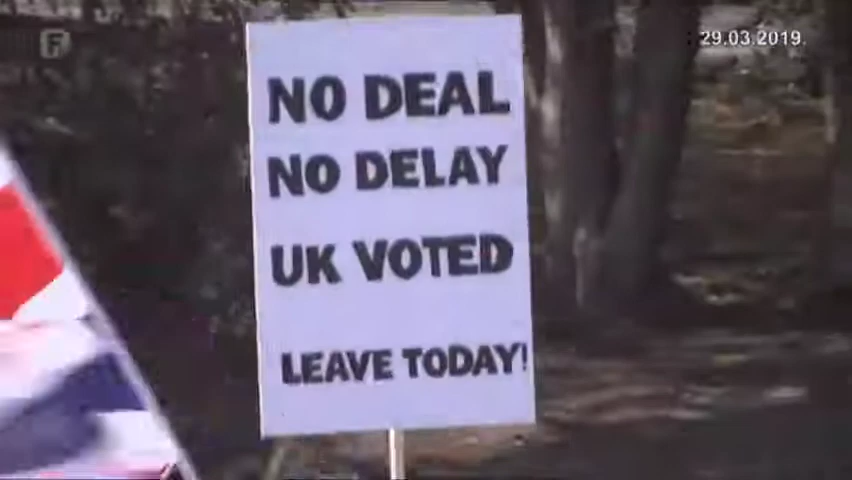 F
29.03.2019.
NO DEAL
NO DELAY
UK VOTED
LEAVE TODAY!